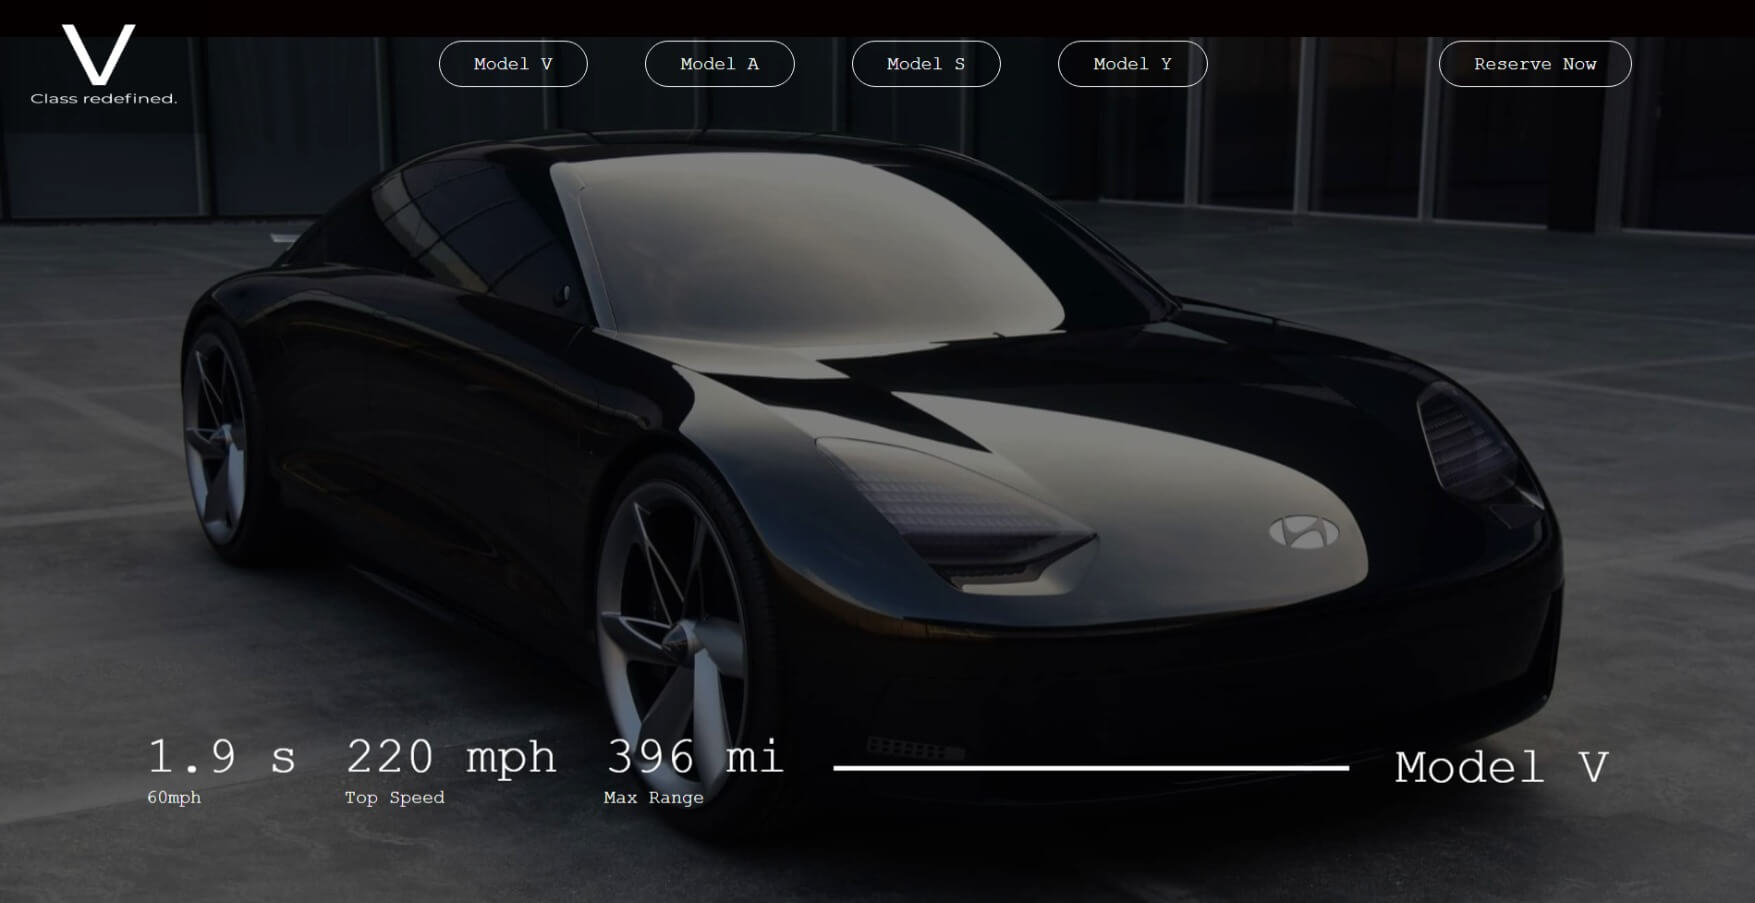 V
Class redefined.
Model V
Model A
Model S
Model Y
Reserve Now
1.9 s
60mph
220 mph
Top Speed
396 mi
Max Range
Model V